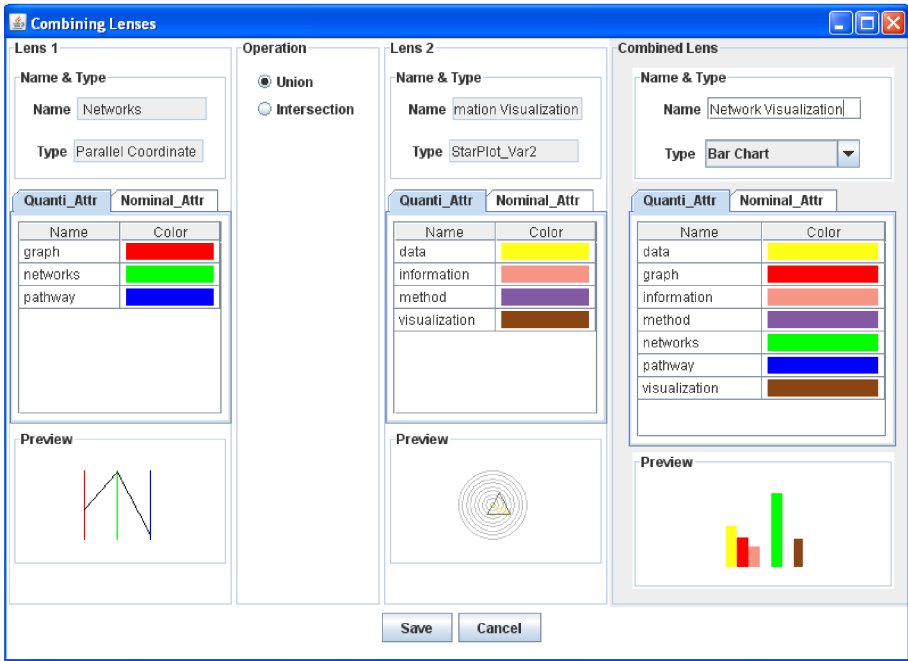 Combining Lenses
Lens 1
Name & Type
Name Networks
Type Parallel Coordinate
Quanti_Attr Nominal_Attr
Name Color
graph
networks
pathway
Preview
Operation
Union
Intersection
Lens 2
Name & Type
Name mation Visualization
Type StarPlot_Var2
Quanti_Attr Nominal_Attr
Name Color
data
information
method
visualization
Preview
Combined Lens
Name & Type
Name Network Visualization
Type Bar Chart
Quanti_Attr Nominal_Attr
Name Color
data
graph
information
method
networks
pathway
visualization
Preview
Save Cancel